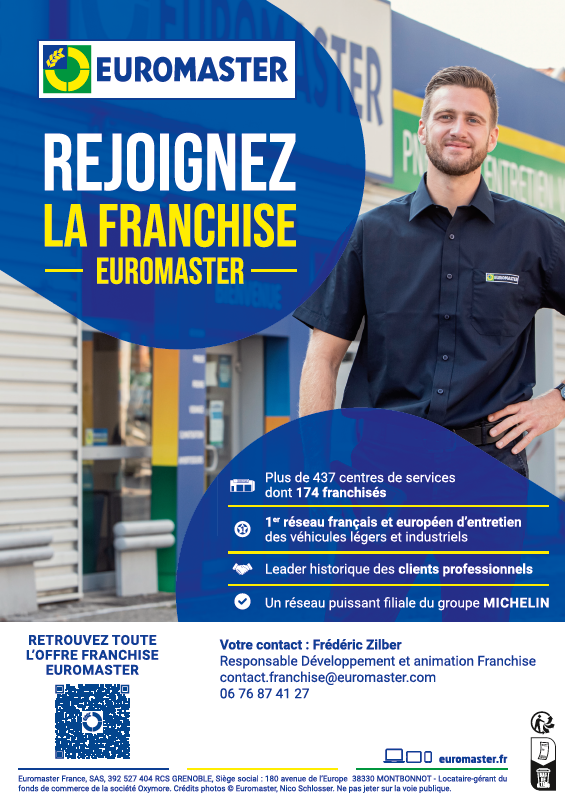 EUROMASTER
REJOIGNEZ
LA FRANCHISE
EUROMASTER
EUROMASTER
Plus de 437 centres de services
dont 174 franchisés
1er réseau français et européen d'entretien
des véhicules légers et industriels
Leader historique des clients professionnels
Un réseau puissant filiale du groupe MICHELIN
RETROUVEZ TOUTE
L'OFFRE FRANCHISE
EUROMASTER
Votre contact : Frédéric Zilber
Responsable Développement et animation Franchise
contact.franchise@euromaster.com
06 76 87 41 27
euromaster.fr
Euromaster France, SAS, 392 527 404 RCS GRENOBLE, Siège social : 180 avenue de l'Europe 38330 MONTBONNOT - Locataire-gérant du
fonds de commerce de la société Oxymore. Crédits photos © Euromaster, Nico Schlosser. Ne pas jeter sur la voie publique.